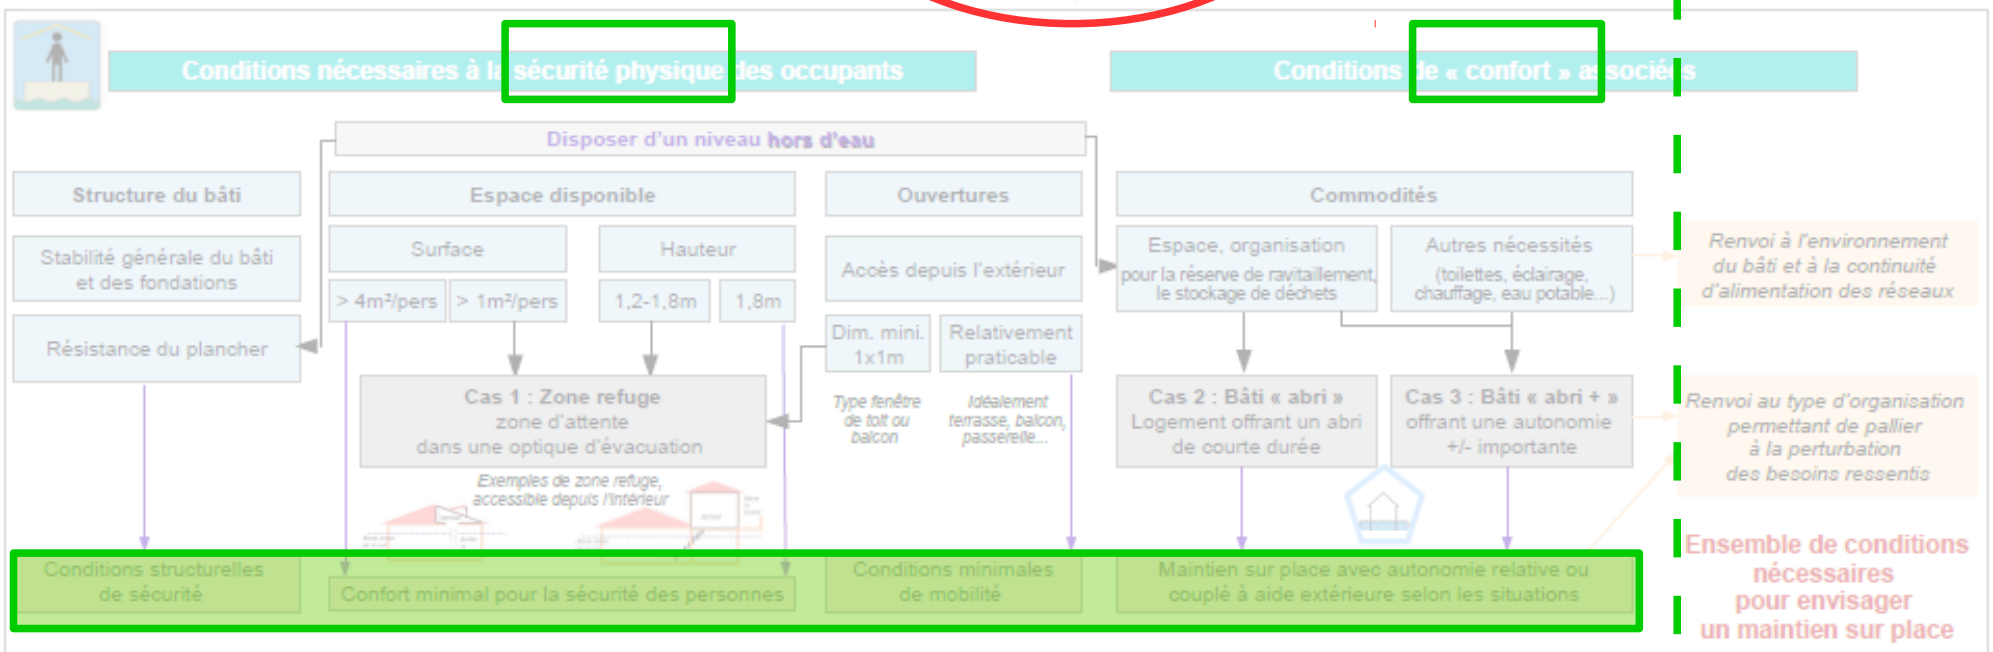 Conditions nécessaires à la sécurité physique des occupants
Conditions de « confort » associées
Disposer d'un niveau hors d'eau
Structure du bâti
Espace disponible
Ouvertures
Commodités
Stabilité générale du bâti
et des fondations
Résistance du plancher
Surface
Hauteur
> 4m²/pers
> 1m²/pers
1,2-1,8m
1,8m
Accès depuis l'extérieur
Dim. mini.
1x1m
Relativement
praticable
Type fenêtre
de toit ou
balcon
Idéalement
terrasse, balcon,
passerelle...
Espace, organisation
pour la réserve de ravitaillement,
le stockage de déchets
Autres nécessités
(toilettes, éclairage,
chauffage, eau potable...)
Renvoi à l'environnement
du bâti et à la continuité
d'alimentation des réseaux
Cas 1 : Zone refuge
zone d'attente
dans une optique d'évacuation
Exemples de zone refuge,
accessible depuis l'intérieur
Cas 2 : Bâti « abri »
Logement offrant un abri
de courte durée
Cas 3 : Bâti « abri + »
offrant une autonomie
+/- importante
Renvoi au type d'organisation
permettant de pallier
à la perturbation
des besoins ressentis
Conditions structurelles
de sécurité
Confort minimal pour la sécurité des personnes
Conditions minimales
de mobilité
Maintien sur place avec autonomie relative ou
couplé à aide extérieure selon les situations
Ensemble de conditions
nécessaires
pour envisager
un maintien sur place